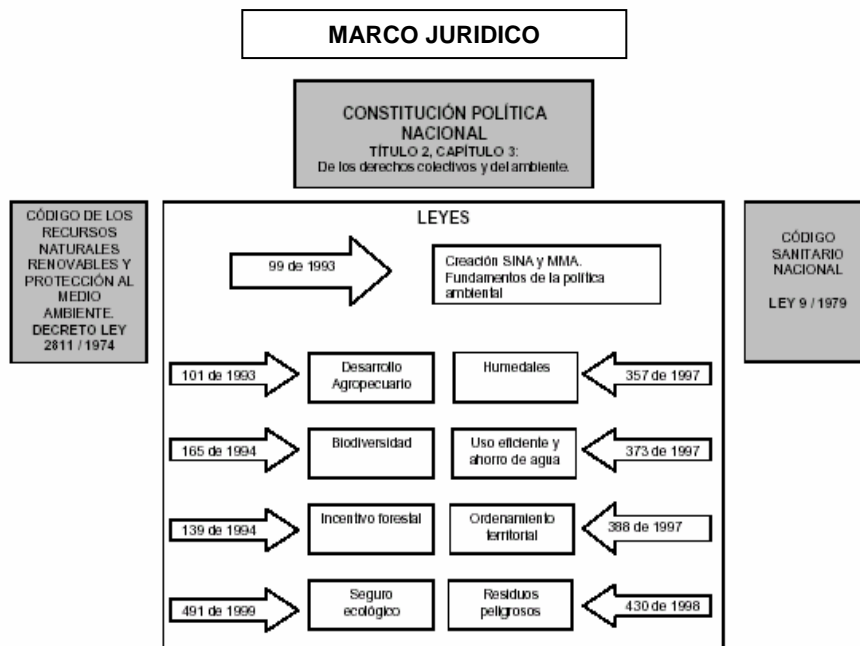 MARCO JURIDICO
CONSTITUCIÓN POLÍTICA
NACIONAL
TÍTULO 2, CAPÍTULO 3:
De los derechos colectivos y del ambiente.
CÓDIGO DE LOS
RECURSOS
NATURALES
RENOVABLES Y
PROTECCIÓN AL
MEDIO
AMBIENTE.
DECRETO LEY
2811 / 1974
LEYES
99 de 1993
Creación SINA y MMA.
Fundamentos de la política
ambiental
CÓDIGO
SANITARIO
NACIONAL
LEY 9 / 1979
101 de 1993
Desarrollo
Agropecuario
Humedales
357 de 1997
165 de 1994
Biodiversidad
Uso eficiente y
ahorro de agua
373 de 1997
139 de 1994
Incentivo forestal
Ordenamiento
territorial
388 de 1997
491 de 1999
Seguro
ecológico
Residuos
peligrosos
430 de 1998